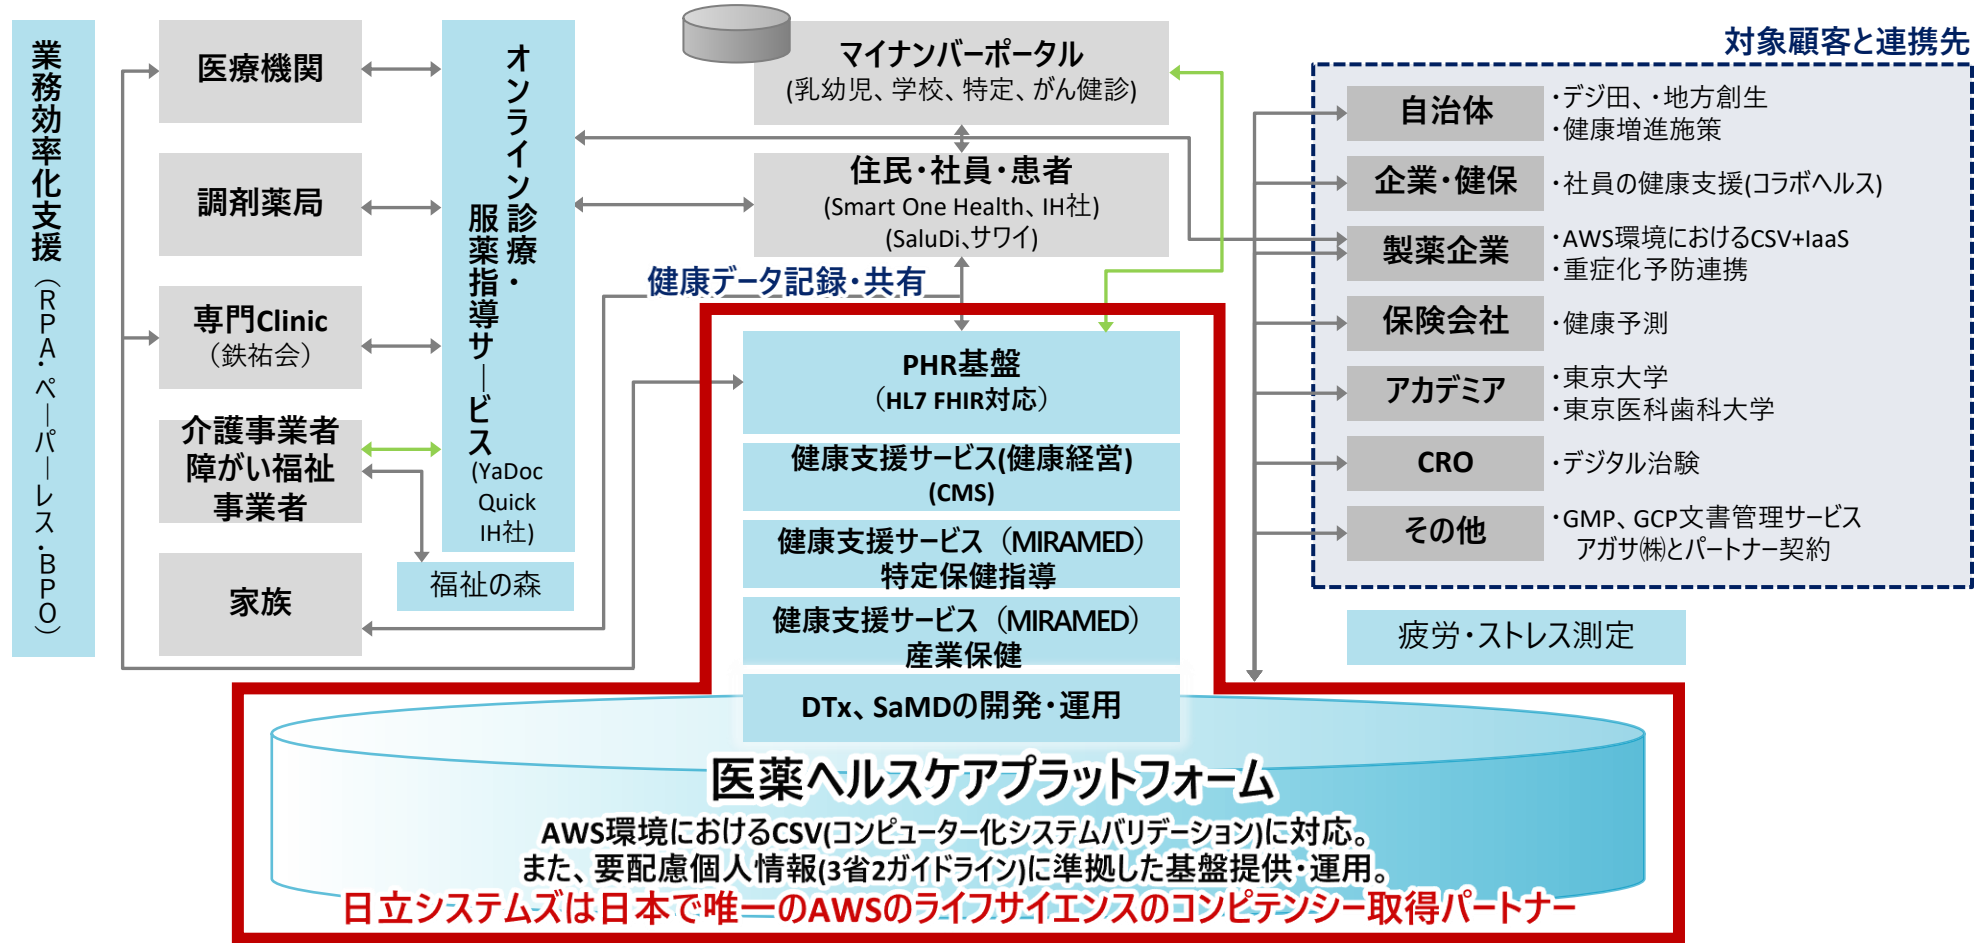 業務効率化支援（RPA・ペーパーレス・BPO）
医療機関
調剤薬局
専門Clinic
（鉄祐会）
介護事業者
障がい福祉
事業者
家族
オンライン診療・
服薬指導サービス
(YaDoc
Quick
IH社)
福祉の森
マイナンバーポータル
(乳幼児、学校、特定、がん健診)
住民・社員・患者
(Smart One Health、IH社)
(SaluDi、サワイ)
健康データ記録・共有
PHR基盤
（HL7 FHIR対応）
健康支援サービス(健康経営)
(CMS)
健康支援サービス（MIRAMED）
特定保健指導
健康支援サービス（MIRAMED）
産業保健
DTx、SaMDの開発・運用
対象顧客と連携先
自治体
・デジ田、・地方創生
・健康増進施策
企業・健保
・社員の健康支援(コラボヘルス)
製薬企業
・AWS環境におけるCSV+IaaS
・重症化予防連携
保険会社
・健康予測
アカデミア
・東京大学
・東京医科歯科大学
CRO
・デジタル治験
その他
・GMP、GCP文書管理サービス
アガサ㈱とパートナー契約
疲労・ストレス測定
医薬ヘルスケアプラットフォーム
AWS環境におけるCSV(コンピューター化システムバリデーション)に対応。
また、要配慮個人情報(3省2ガイドライン)に準拠した基盤提供・運用。
日立システムズは日本で唯一のAWSのライフサイエンスのコンピテンシー取得パートナー